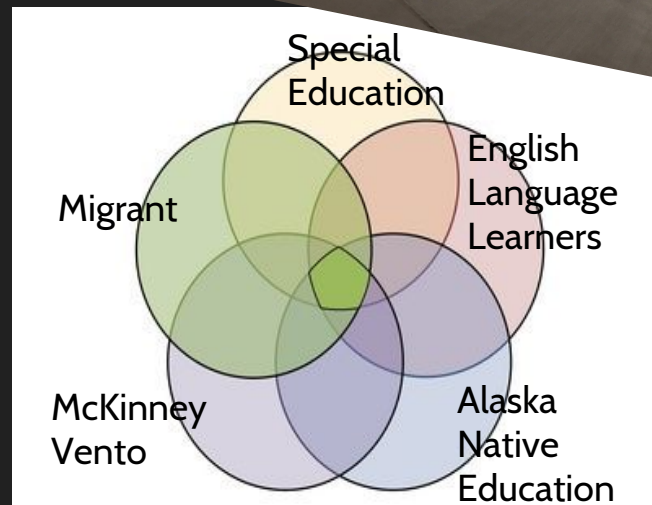 Special
Education
English
Language
Learners
Migrant
McKinney
Vento
Alaska
Native
Education